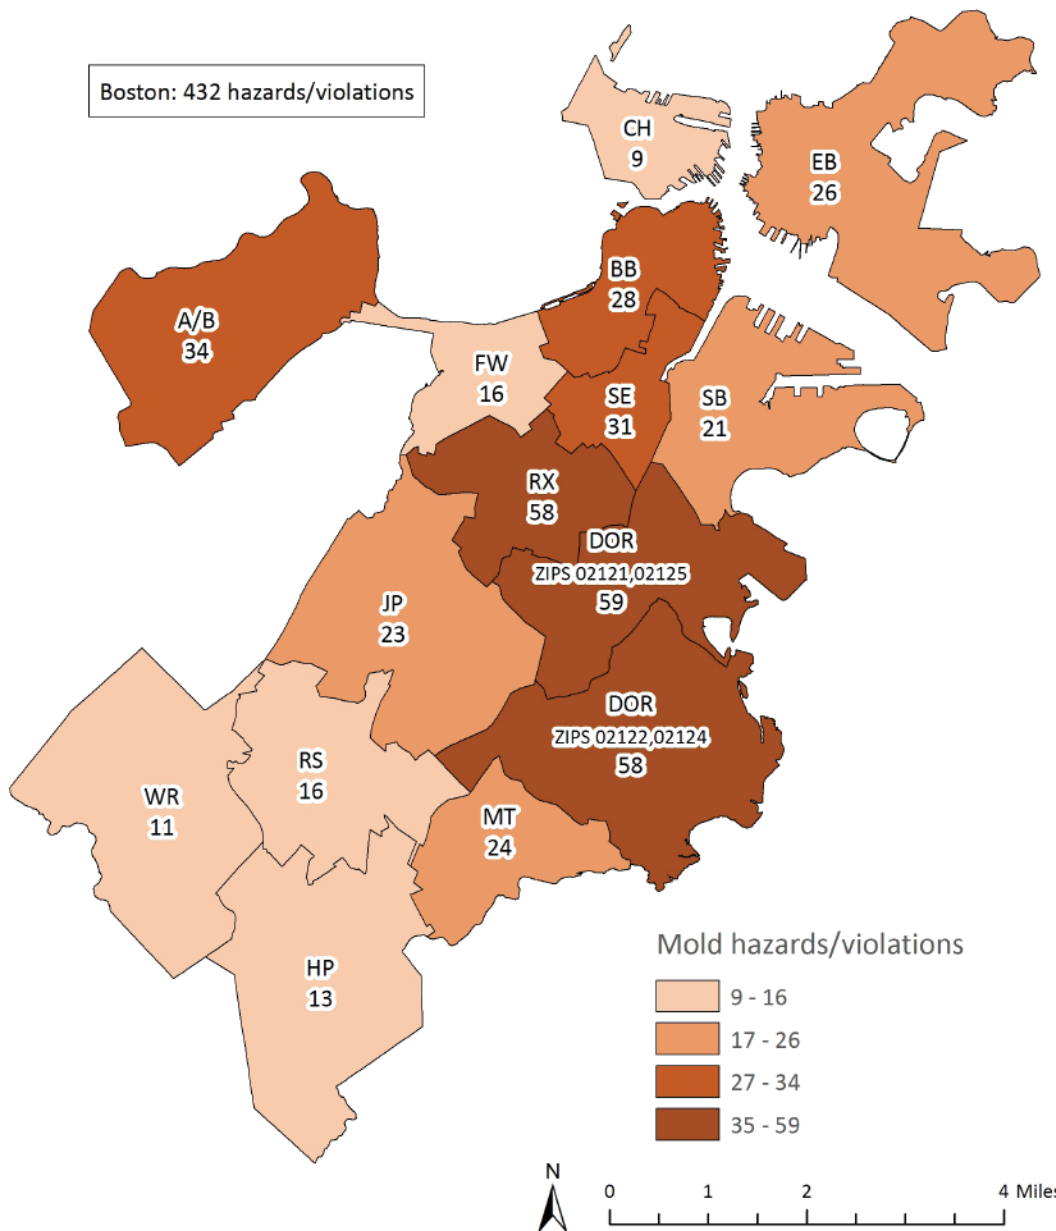 Boston: 432 hazards/violations
CH
9
EB
26
BB
28
A/B
34
FW
16
SE
31
SB
21
RX
58
DOR
ZIPS 02121,02125
59
JP
23
DOR
ZIPS 02122,02124
58
RS
16
WR
11
MT
24
HP
13
Mold hazards/violations
9 - 16
17 - 26
27 - 34
35 - 59
N
0 1 2 4 Miles